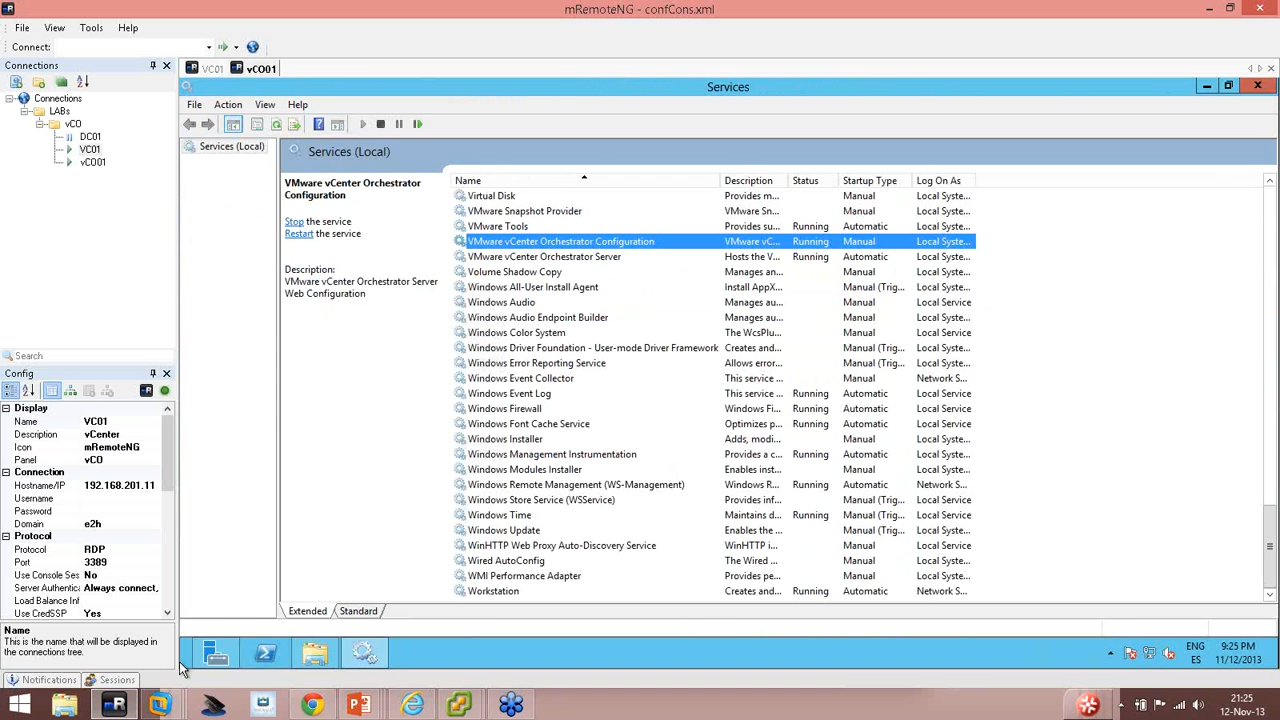 mRemoteNG - confCons.xml
File View Tools Help
Connect:
Connections
VC01 vCO01
Connections
LABs
vCO
DC01
VC01
vCO01
Search
Config
Display
Name VC01
Description vCenter
Icon mRemoteNG
Panel vCO
Connection
Hostname/IP 192.168.201.11
Username
Password
Domain e2h
Protocol
Protocol RDP
Port 3389
Use Console Ses No
Server Authentic Always connect,
Load Balance Inf
Use CredSSP Yes
Name
This is the name that will be displayed in
the connections tree.
Notifications Sessions
Services
File Action View Help
Services (Local)
Services (Local)
VMware vCenter Orchestrator
Configuration
Stop the service
Restart the service
Description:
VMware vCenter Orchestrator Server
Web Configuration
Name Description Status Startup Type Log On As
Virtual Disk Provides m... Manual Local Syste...
VMware Snapshot Provider VMware Sn... Manual Local Syste...
VMware Tools Provides su... Running Automatic Local Syste...
VMware vCenter Orchestrator Configuration VMware vC... Running Manual Local Syste...
VMware vCenter Orchestrator Server Hosts the V... Running Automatic Local Syste...
Volume Shadow Copy Manages an... Manual Local Syste...
Windows All-User Install Agent Install AppX... Manual (Trig... Local Syste...
Windows Audio Manages au... Manual Local Service
Windows Audio Endpoint Builder Manages au... Manual Local Syste...
Windows Color System The WcsPlu... Manual Local Service
Windows Driver Foundation - User-mode Driver Framework Creates and... Manual (Trig... Local Syste...
Windows Error Reporting Service Allows error... Manual (Trig... Local Syste...
Windows Event Collector This service ... Manual Network S...
Windows Event Log This service ... Running Automatic Local Service
Windows Firewall Windows Fi... Running Automatic Local Service
Windows Font Cache Service Optimizes p... Running Automatic Local Service
Windows Installer Adds, modi... Manual Local Syste...
Windows Management Instrumentation Provides a c... Running Automatic Local Syste...
Windows Modules Installer Enables inst... Manual Local Syste...
Windows Remote Management (WS-Management) Windows R... Running Automatic Network S...
Windows Store Service (WSService) Provides inf... Manual (Trig... Local Service
Windows Time Maintains d... Running Manual (Trig... Local Service
Windows Update Enables the ... Manual (Trig... Local Syste...
WinHTTP Web Proxy Auto-Discovery Service WinHTTP i... Manual Local Service
Wired AutoConfig The Wired ... Manual Local Syste...
WMI Performance Adapter Provides pe... Manual Local Syste...
Workstation Creates and... Running Automatic Network S...
Extended Standard
ENG
ES
9:25 PM
11/12/2013
21:25
12-Nov-13